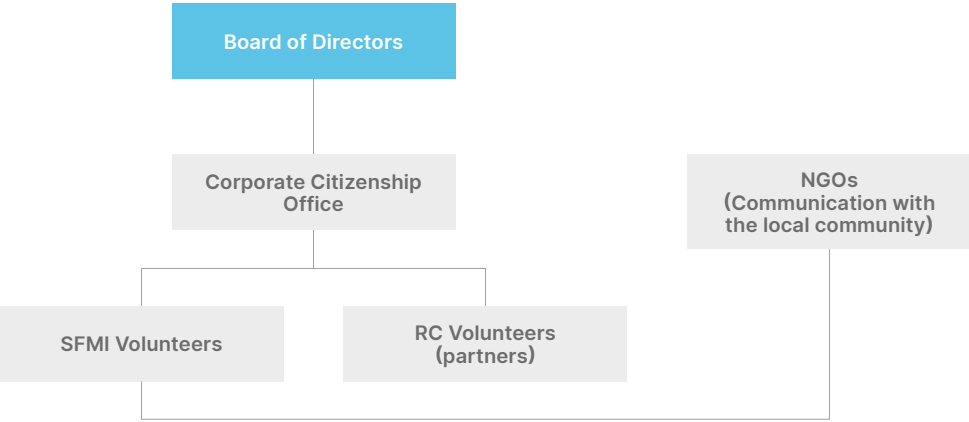 Board of Directors
Corporate Citizenship
Office
NGOs
(Communication with
the local community)
SFMI Volunteers
RC Volunteers
(partners)